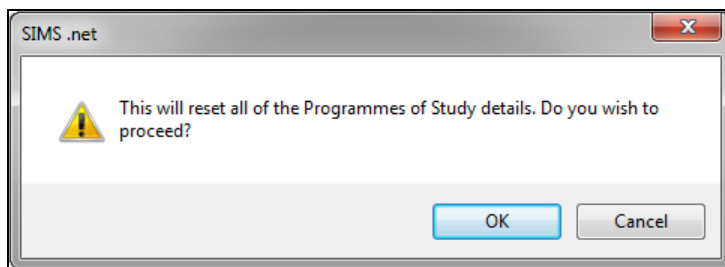 SIMS .net
This will reset all of the Programmes of Study details. Do you wish to
proceed?
OK
Cancel